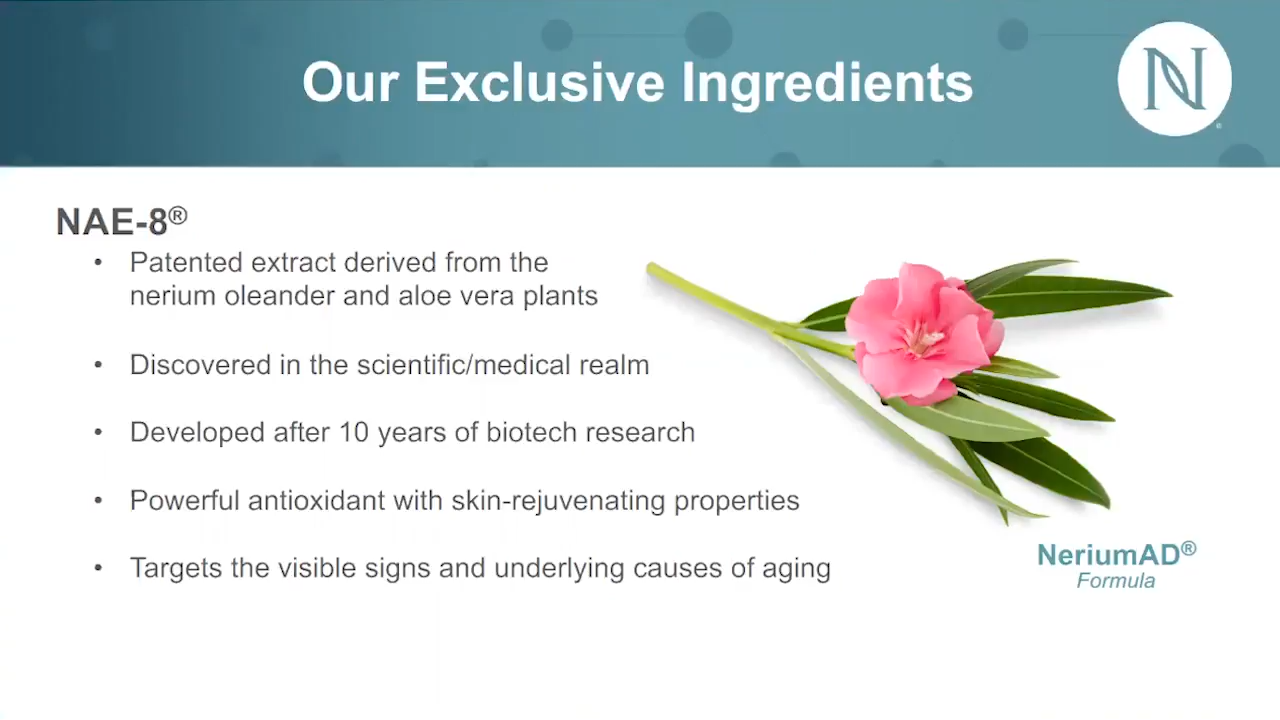 Our Exclusive Ingredients
N
NAE-8®
• Patented extract derived from the
nerium oleander and aloe vera plants
• Discovered in the scientific/medical realm
• Developed after 10 years of biotech research
• Powerful antioxidant with skin-rejuvenating properties
• Targets the visible signs and underlying causes of aging
NeriumAD®
Formula